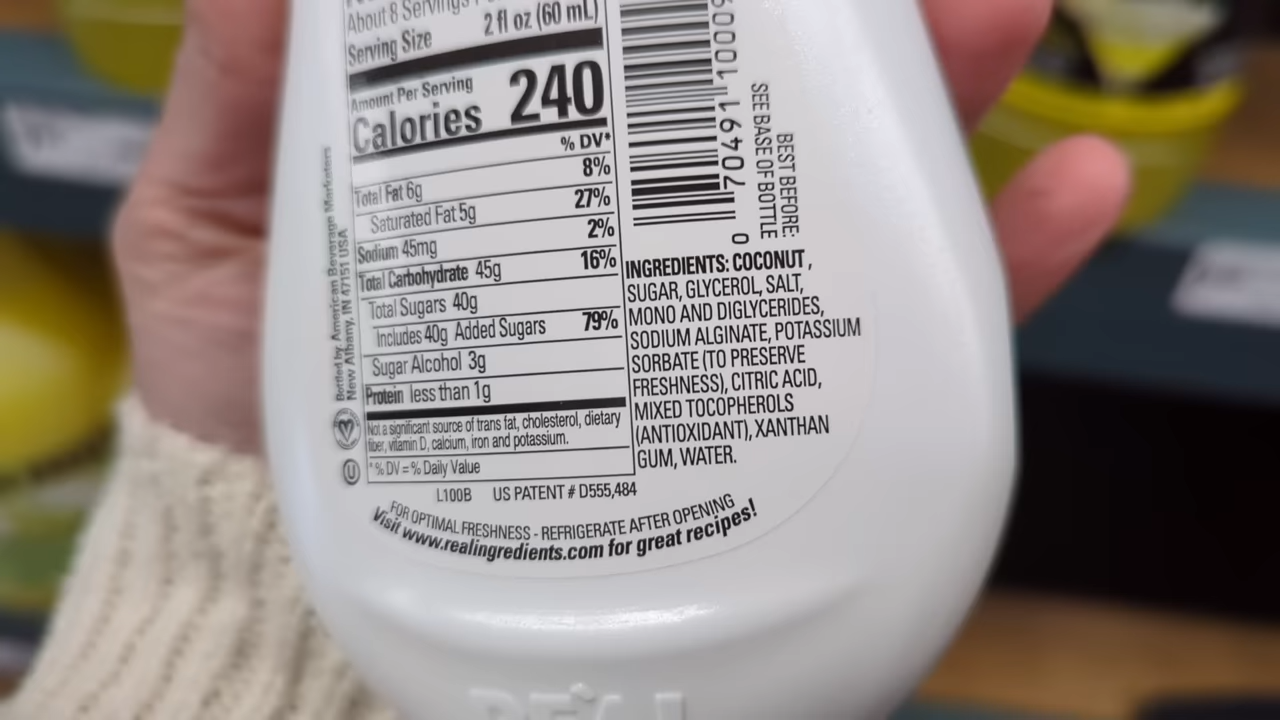 About 8 Servings
Serving Size 2 fl oz (60 mL)
Amount Per Serving
Calories 240
% DV*
Total Fat 6g 8%
Saturated Fat 5g 27%
Sodium 45mg 2%
Total Carbohydrate 45g 16%
Total Sugars 40g
Includes 40g Added Sugars 79%
Sugar Alcohol 3g
Protein less than 1g
Not a significant source of trans fat, cholesterol, dietary
fiber, vitamin D, calcium, iron and potassium.
*% DV = % Daily Value
Bottled by: American Beverage Marketers
New Albany, IN 47151 USA
U
0 70491 10009
BEST BEFORE:
SEE BASE OF BOTTLE
INGREDIENTS: COCONUT,
SUGAR, GLYCEROL, SALT,
MONO AND DIGLYCERIDES,
SODIUM ALGINATE, POTASSIUM
SORBATE (TO PRESERVE
FRESHNESS), CITRIC ACID,
MIXED TOCOPHEROLS
(ANTIOXIDANT), XANTHAN
GUM, WATER.
L100B US PATENT # D555,484
FOR OPTIMAL FRESHNESS - REFRIGERATE AFTER OPENING
Visit www.realingredients.com for great recipes!
REAL